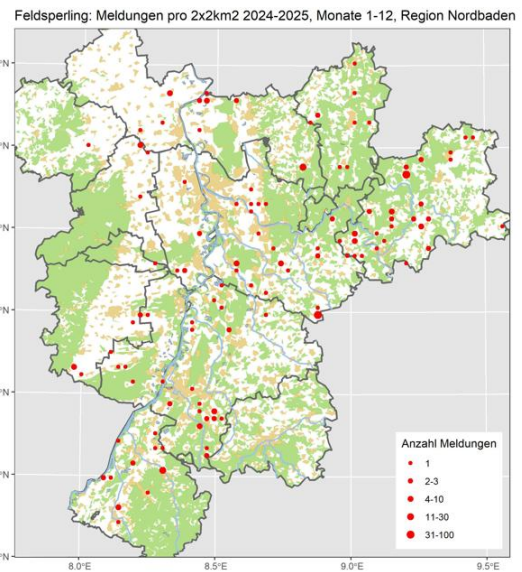 Feldsperling: Meldungen pro 2x2km2 2024-2025, Monate 1-12, Region Nordbaden
Anzahl Meldungen
1
2-3
4-10
11-30
31-100
8.0°E 8.5°E 9.0°E 9.5°E